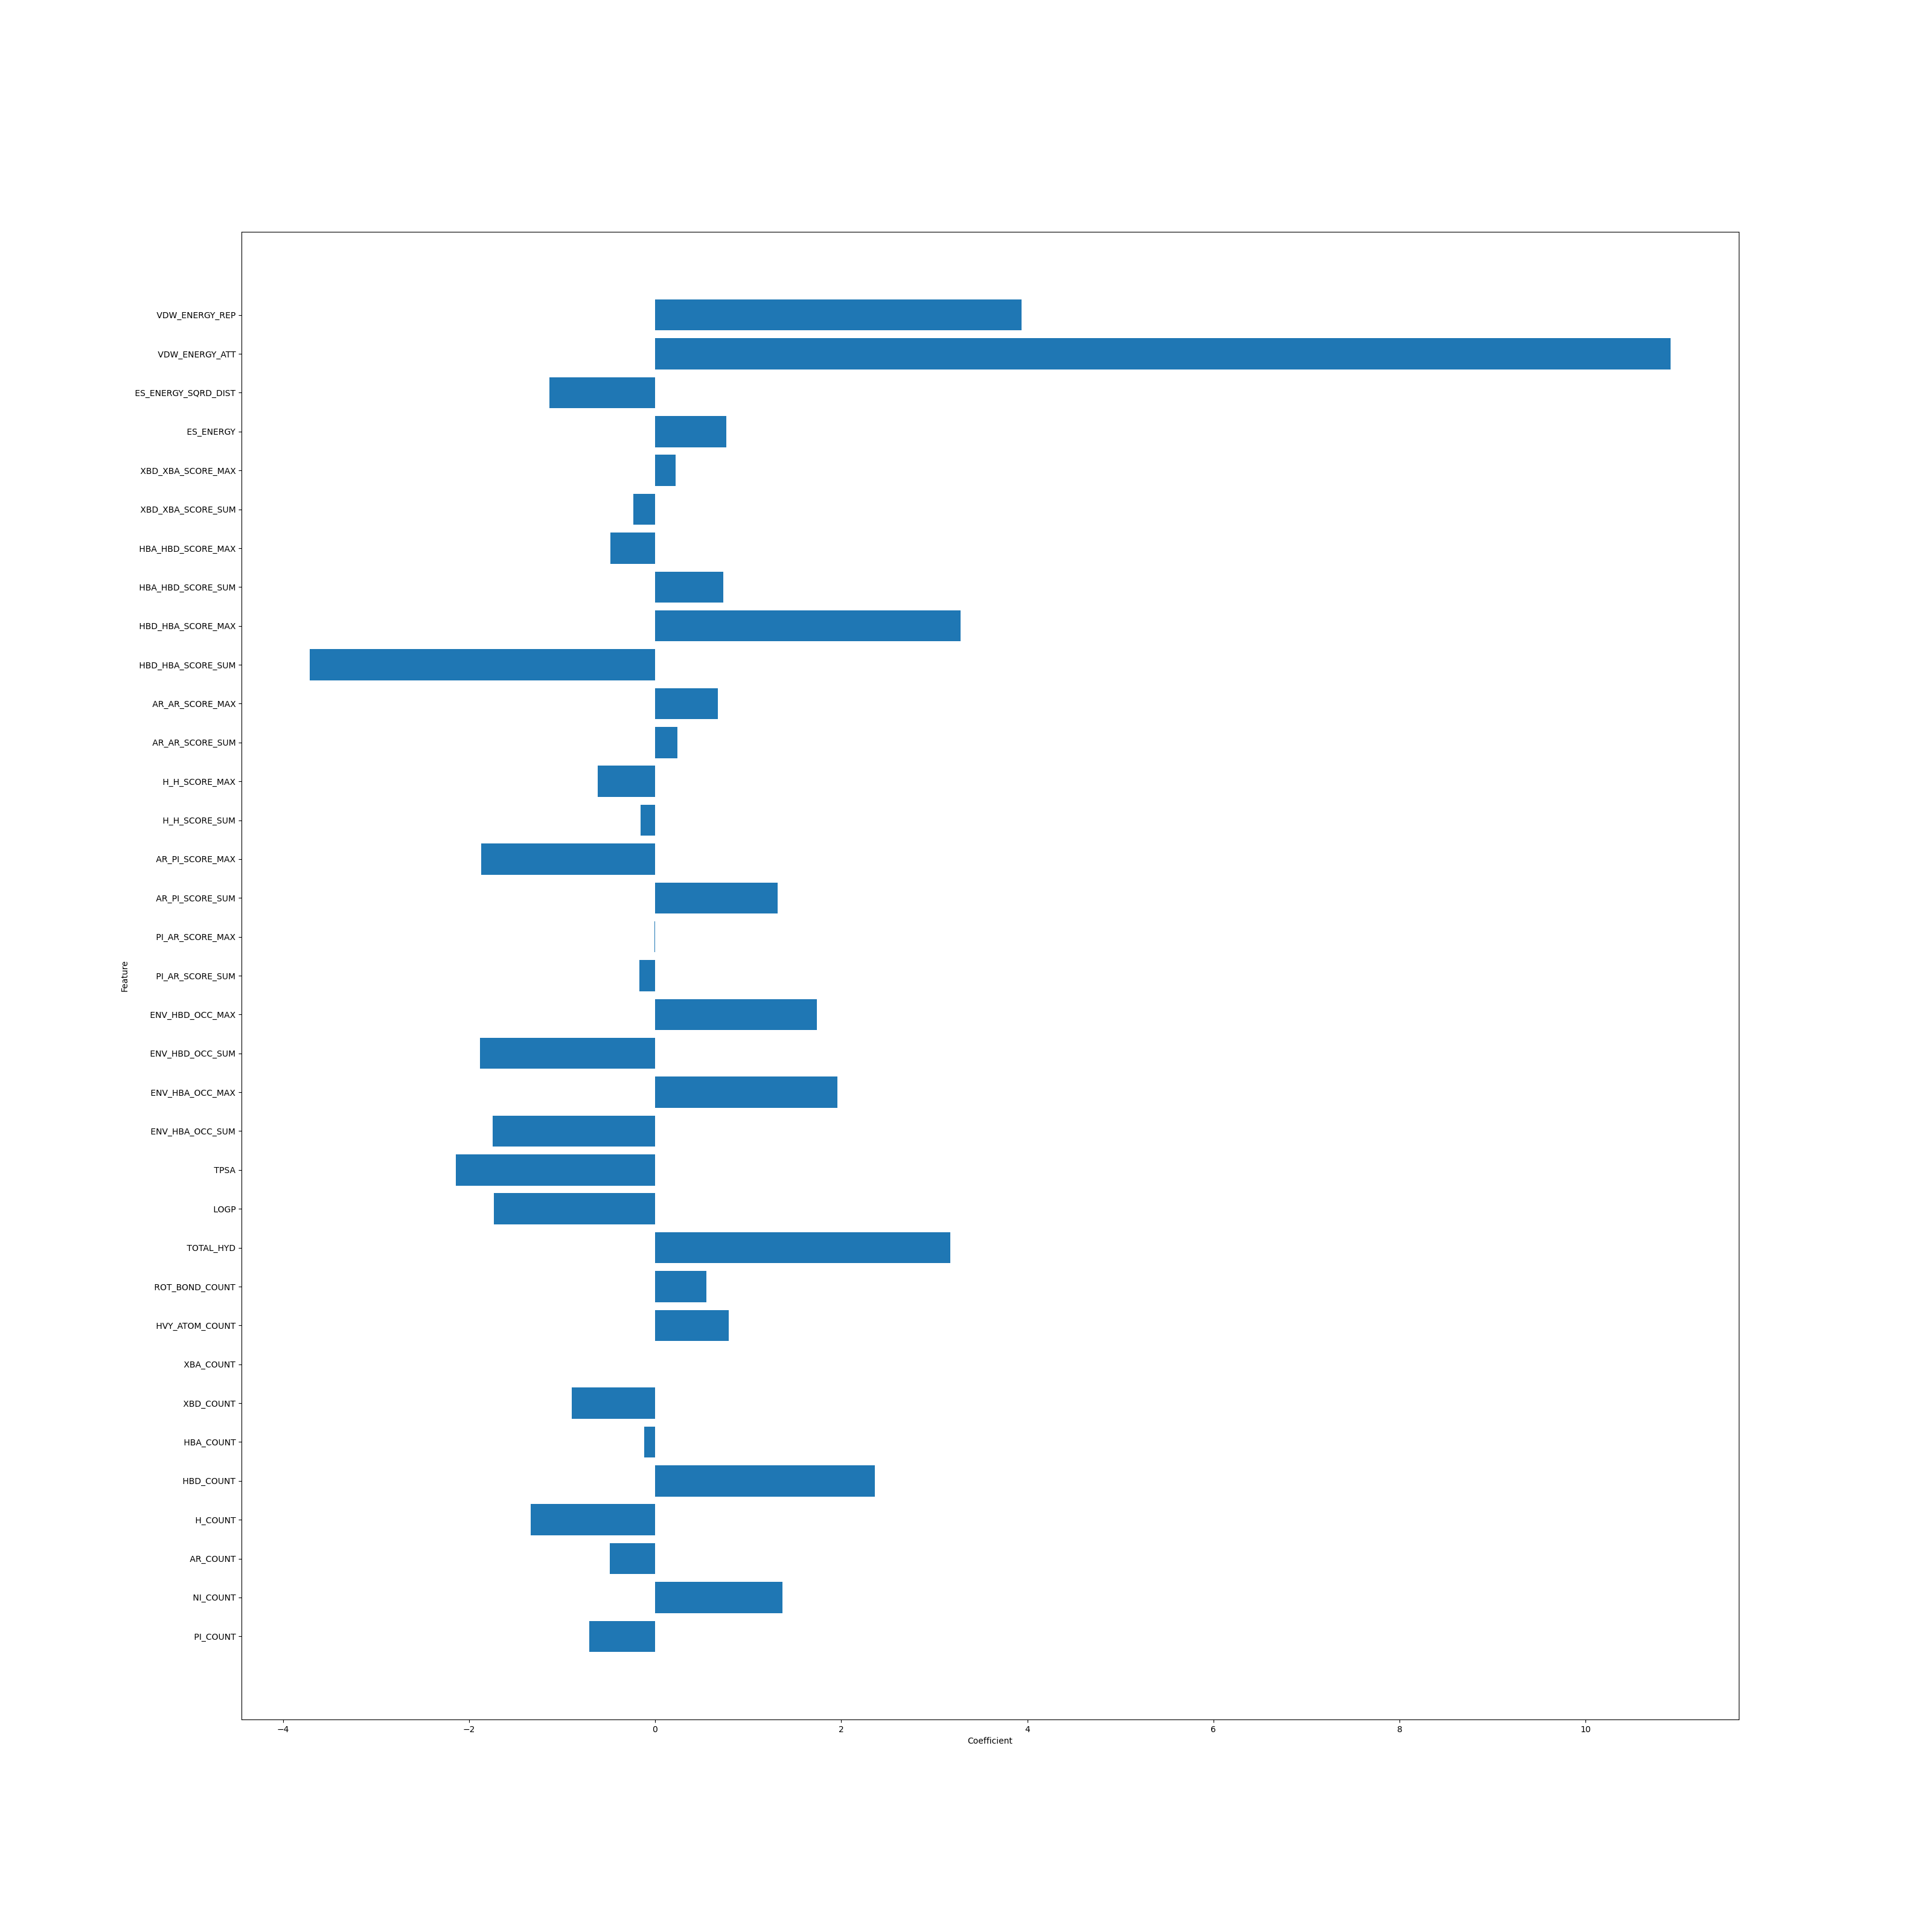 VDW_ENERGY_REP
VDW_ENERGY_ATT
ES_ENERGY_SQRD_DIST
ES_ENERGY
XBD_XBA_SCORE_MAX
XBD_XBA_SCORE_SUM
HBA_HBD_SCORE_MAX
HBA_HBD_SCORE_SUM
HBD_HBA_SCORE_MAX
HBD_HBA_SCORE_SUM
AR_AR_SCORE_MAX
AR_AR_SCORE_SUM
H_H_SCORE_MAX
H_H_SCORE_SUM
AR_PI_SCORE_MAX
AR_PI_SCORE_SUM
PI_AR_SCORE_MAX
PI_AR_SCORE_SUM
Feature
ENV_HBD_OCC_MAX
ENV_HBD_OCC_SUM
ENV_HBA_OCC_MAX
ENV_HBA_OCC_SUM
TPSA
LOGP
TOTAL_HYD
ROT_BOND_COUNT
HVY_ATOM_COUNT
XBA_COUNT
XBD_COUNT
HBA_COUNT
HBD_COUNT
H_COUNT
AR_COUNT
NI_COUNT
PI_COUNT
−4 −2 0 2 4 6 8 10
Coefficient